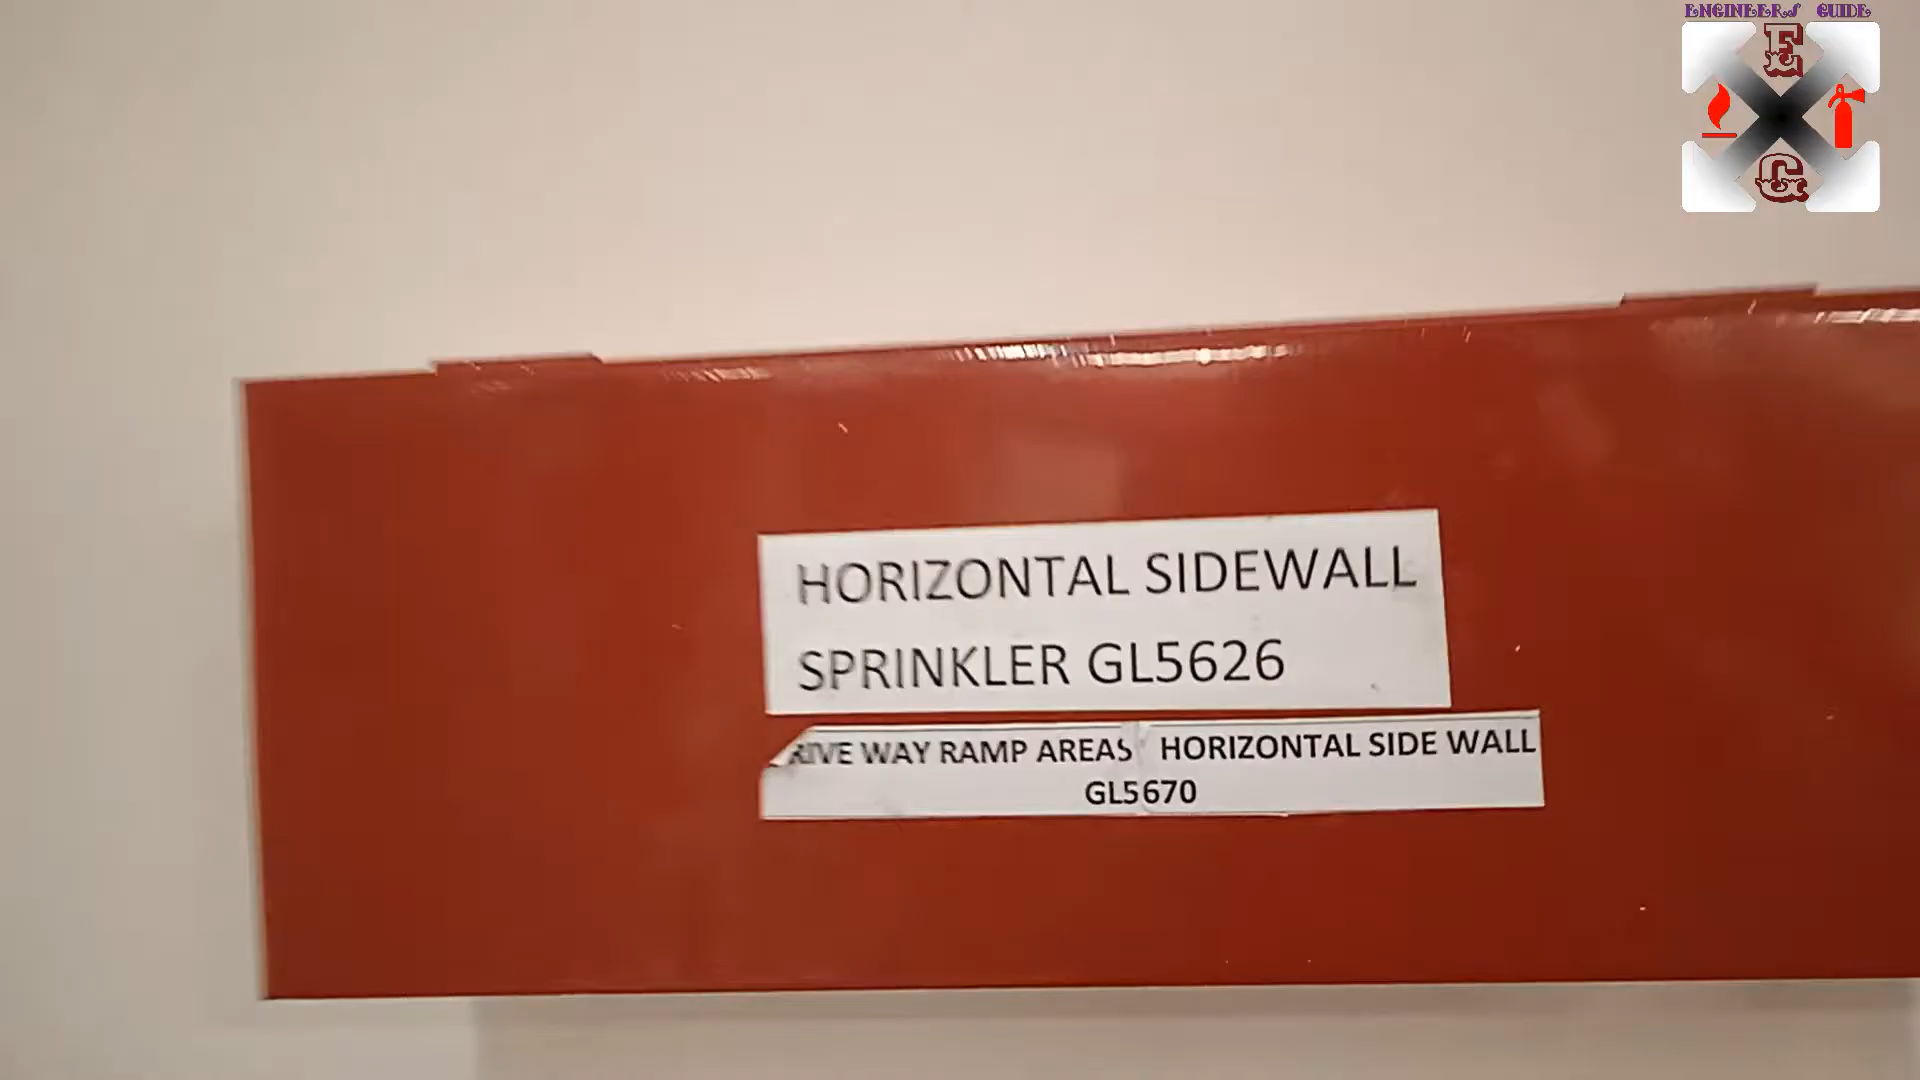 ENGINEERS GUIDE
E
G
HORIZONTAL SIDEWALL
SPRINKLER GL5626
RIVE WAY RAMP AREAS HORIZONTAL SIDE WALL
GL5670